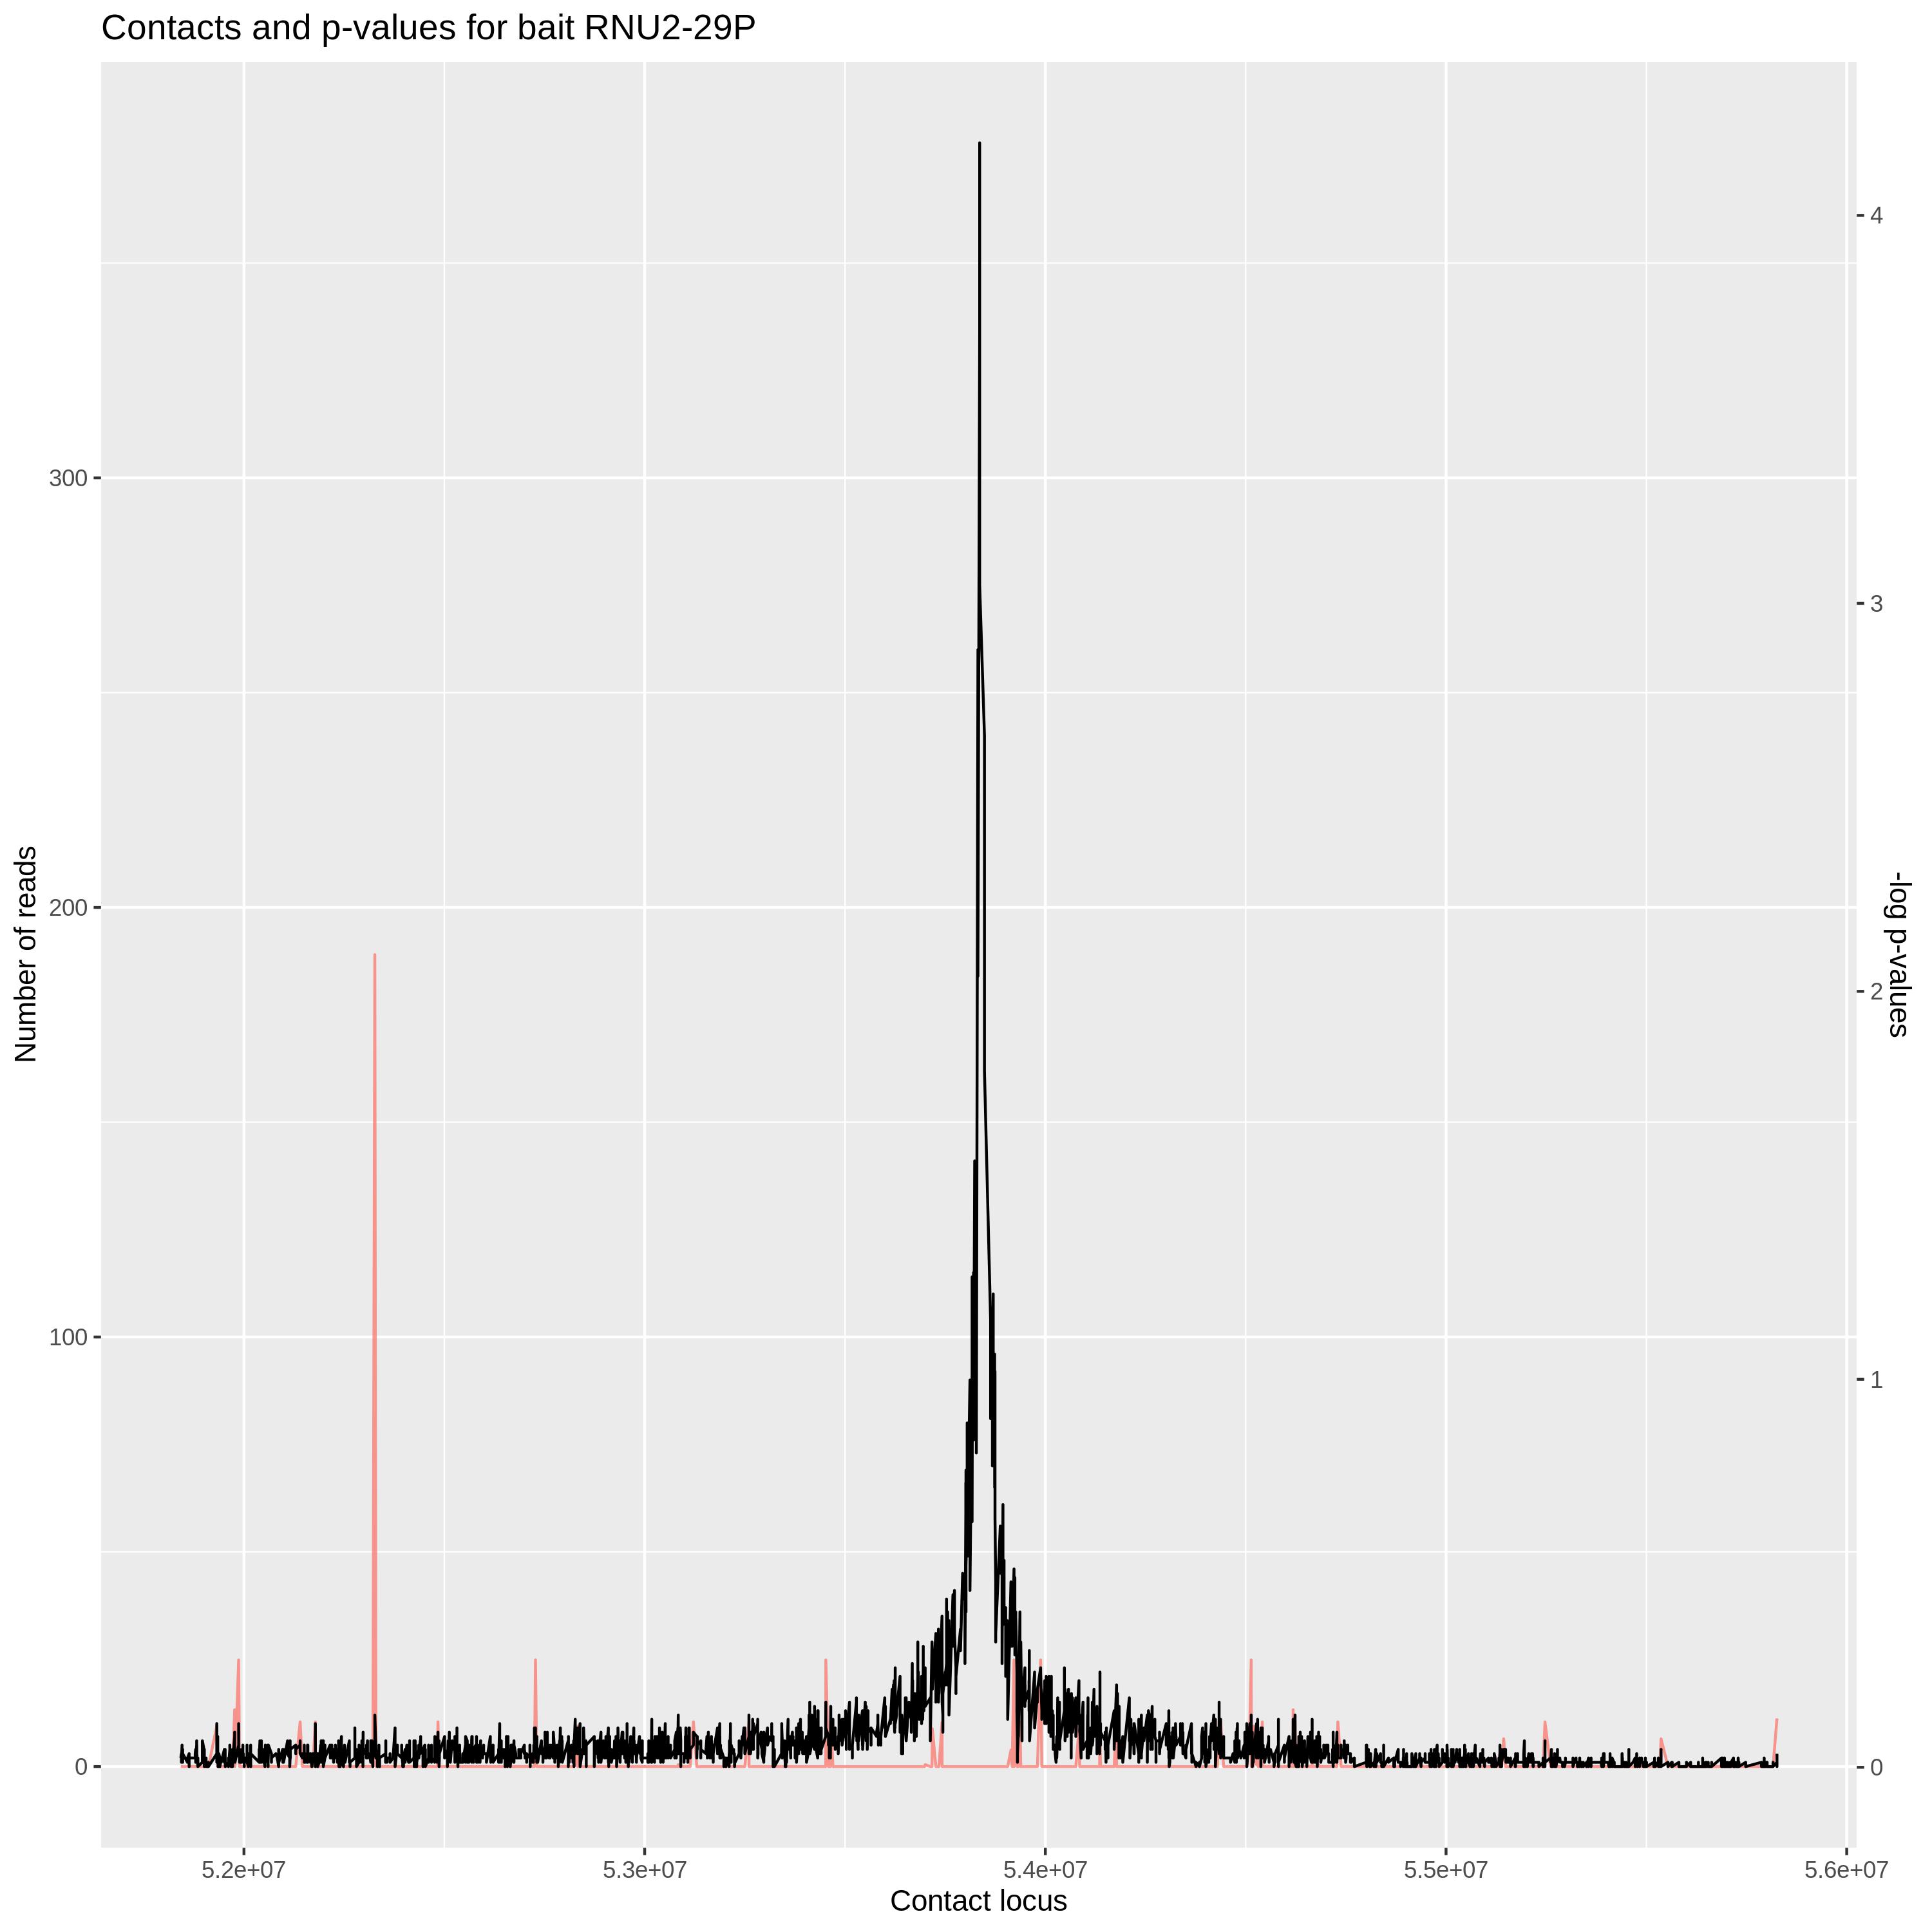 Contacts and p-values for bait RNU2-29P
300
200
100
0
Number of reads
4
3
2
1
0
-log p-values
5.2e+07
5.3e+07
5.4e+07
5.5e+07
5.6e+07
Contact locus